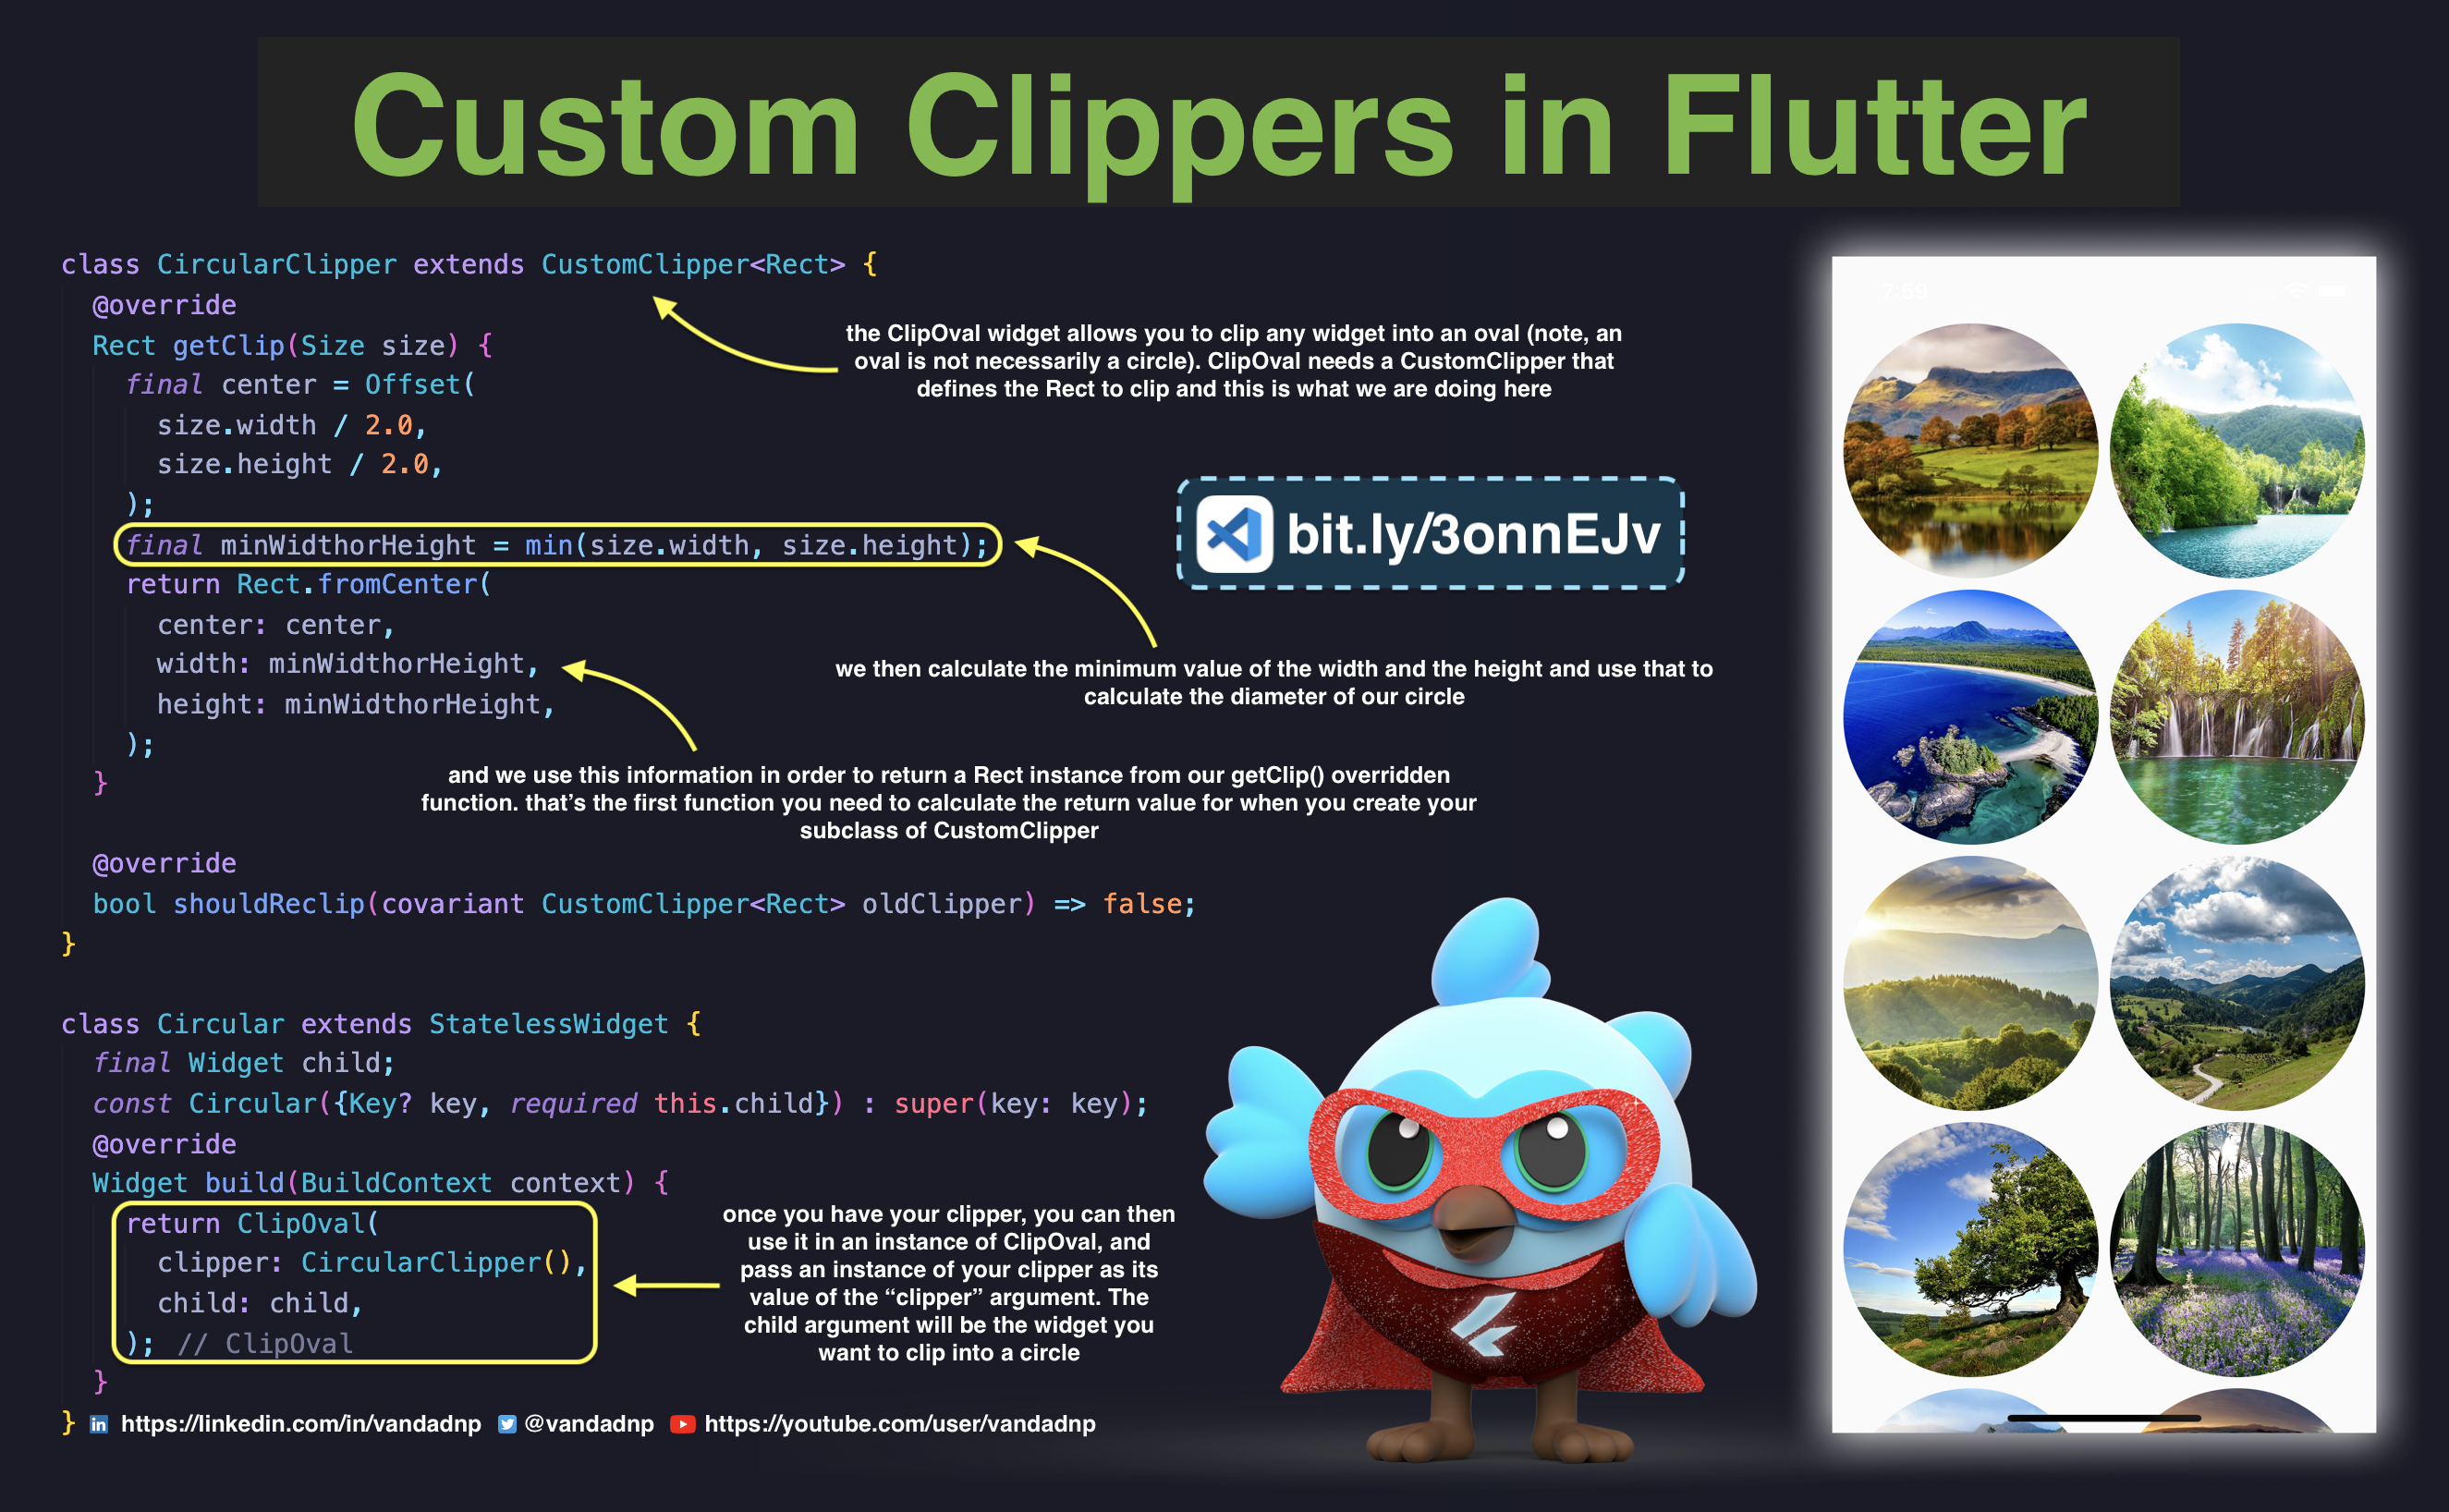 Custom Clippers in Flutter
class CircularClipper extends CustomClipper<Rect> {
@override
Rect getClip(Size size) {
final center = Offset(
size.width / 2.0,
size.height / 2.0,
);
final minWidthorHeight = min(size.width, size.height);
return Rect.fromCenter(
center: center,
width: minWidthorHeight,
height: minWidthorHeight,
);
}
@override
bool shouldReclip(covariant CustomClipper<Rect> oldClipper) => false;
}
class Circular extends StatelessWidget {
final Widget child;
const Circular({Key? key, required this.child}) : super(key: key);
@override
Widget build(BuildContext context) {
return ClipOval(
clipper: CircularClipper(),
child: child,
); // ClipOval
}
}
the ClipOval widget allows you to clip any widget into an oval (note, an
oval is not necessarily a circle). ClipOval needs a CustomClipper that
defines the Rect to clip and this is what we are doing here
bit.ly/3onnEJv
we then calculate the minimum value of the width and the height and use that to
calculate the diameter of our circle
and we use this information in order to return a Rect instance from our getClip() overridden
function. that’s the first function you need to calculate the return value for when you create your
subclass of CustomClipper
once you have your clipper, you can then
use it in an instance of ClipOval, and
pass an instance of your clipper as its
value of the “clipper” argument. The
child argument will be the widget you
want to clip into a circle
https://linkedin.com/in/vandadnp @vandadnp https://youtube.com/user/vandadnp
7:59